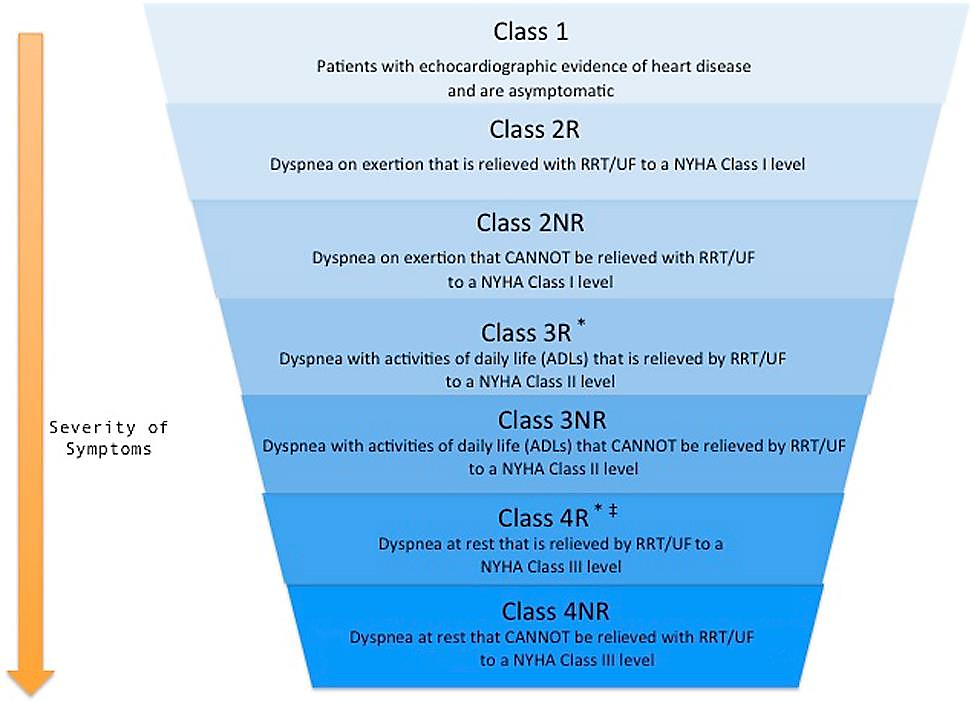 Class 1
Patients with echocardiographic evidence of heart disease
and are asymptomatic
Class 2R
Dyspnea on exertion that is relieved with RRT/UF to a NYHA Class I level
Class 2NR
Dyspnea on exertion that CANNOT be relieved with RRT/UF
to a NYHA Class I level
Class 3R *
Dyspnea with activities of daily life (ADLs) that is relieved by RRT/UF
to a NYHA Class II level
Class 3NR
Dyspnea with activities of daily life (ADLs) that CANNOT be relieved by RRT/UF
to a NYHA Class II level
Class 4R * ‡
Dyspnea at rest that is relieved by RRT/UF to a
NYHA Class III level
Class 4NR
Dyspnea at rest that CANNOT be relieved with RRT/UF
to a NYHA Class III level
Severity of
Symptoms